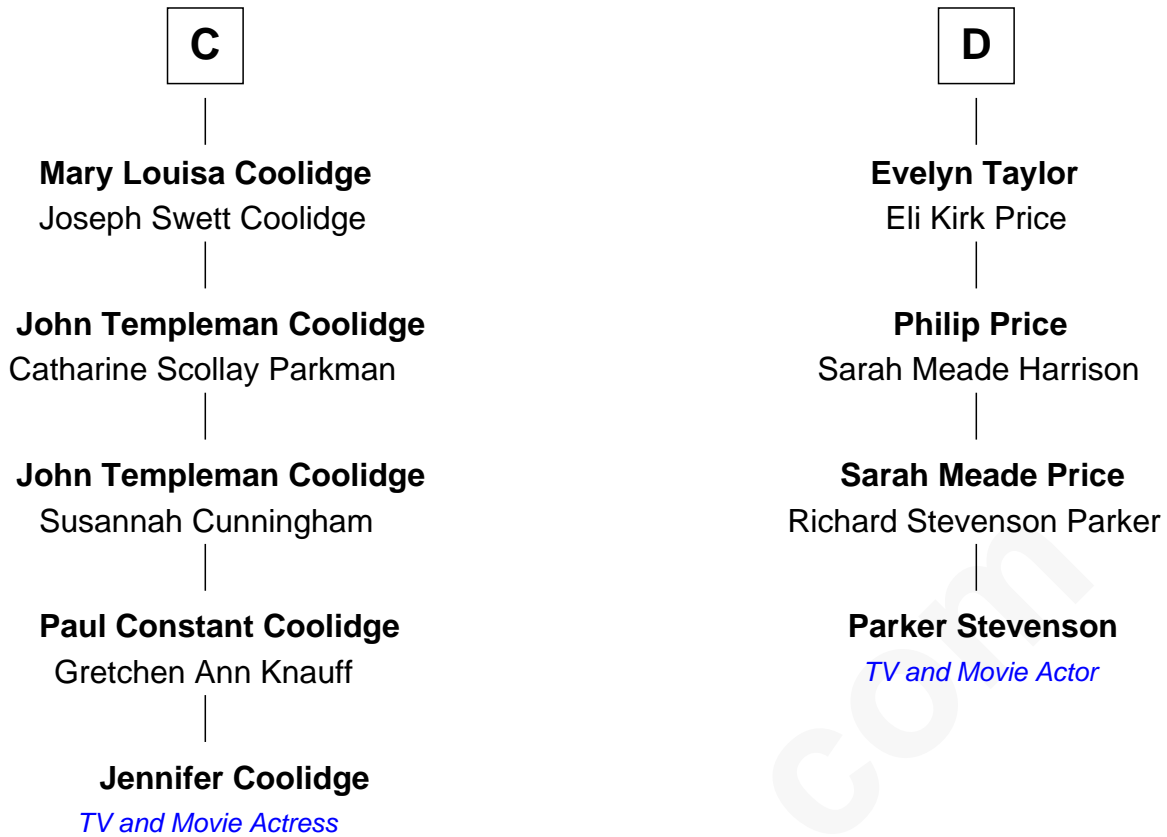 C
Mary Louisa Coolidge
Joseph Swett Coolidge
John Templeman Coolidge
Catharine Scollay Parkman
John Templeman Coolidge
Susannah Cunningham
Paul Constant Coolidge
Gretchen Ann Knauff
Jennifer Coolidge
TV and Movie Actress
D
Evelyn Taylor
Eli Kirk Price
Philip Price
Sarah Meade Harrison
Sarah Meade Price
Richard Stevenson Parker
Parker Stevenson
TV and Movie Actor
com